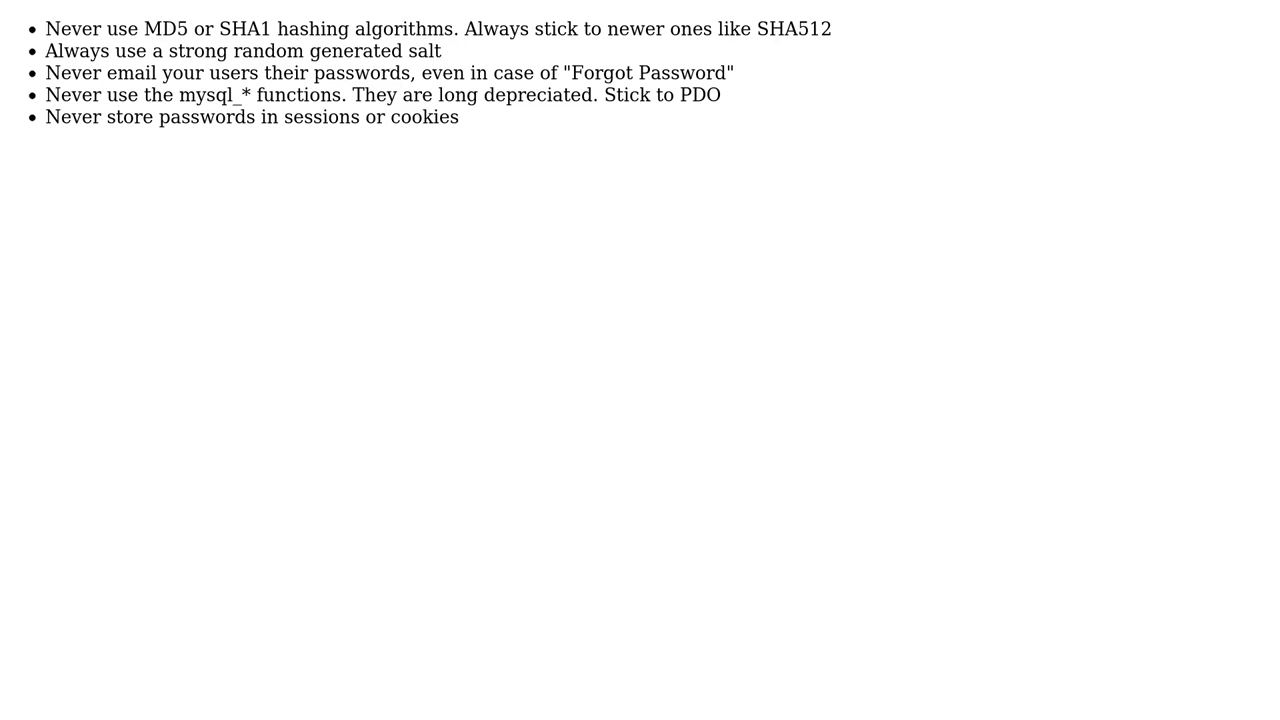 Never use MD5 or SHA1 hashing algorithms. Always stick to newer ones like SHA512
Always use a strong random generated salt
Never email your users their passwords, even in case of "Forgot Password"
Never use the mysql_* functions. They are long depreciated. Stick to PDO
Never store passwords in sessions or cookies